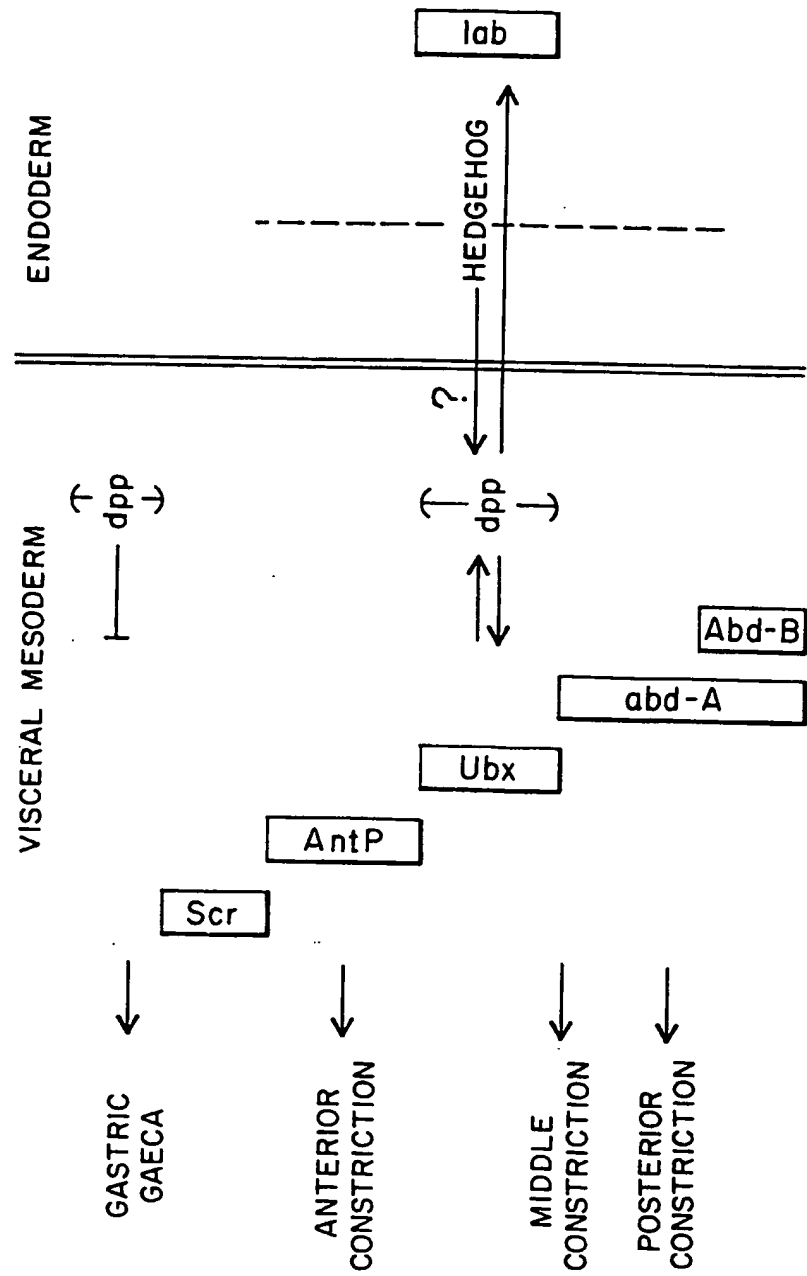 VISCERAL MESODERM
ENDODERM
dpp
dpp
?
HEDGEHOG
lab
Scr
AntP
Ubx
abd-A
Abd-B
GASTRIC
GAECA
ANTERIOR
CONSTRICTION
MIDDLE
CONSTRICTION
POSTERIOR
CONSTRICTION